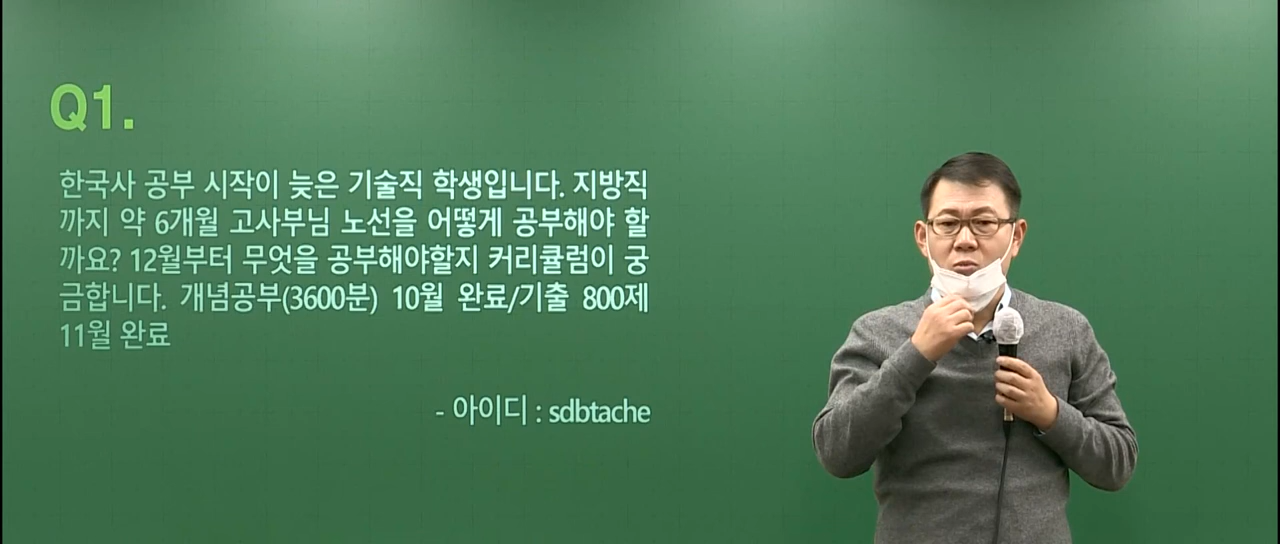 Q1.
한국사 공부 시작이 늦은 기술직 학생입니다. 지방직
까지 약 6개월 고사부님 노선을 어떻게 공부해야 할
까요? 12월부터 무엇을 공부해야할지 커리큘럼이 궁
금합니다. 개념공부(3600분) 10월 완료/기출 800제
11월 완료
- 아이디 : sdbtache